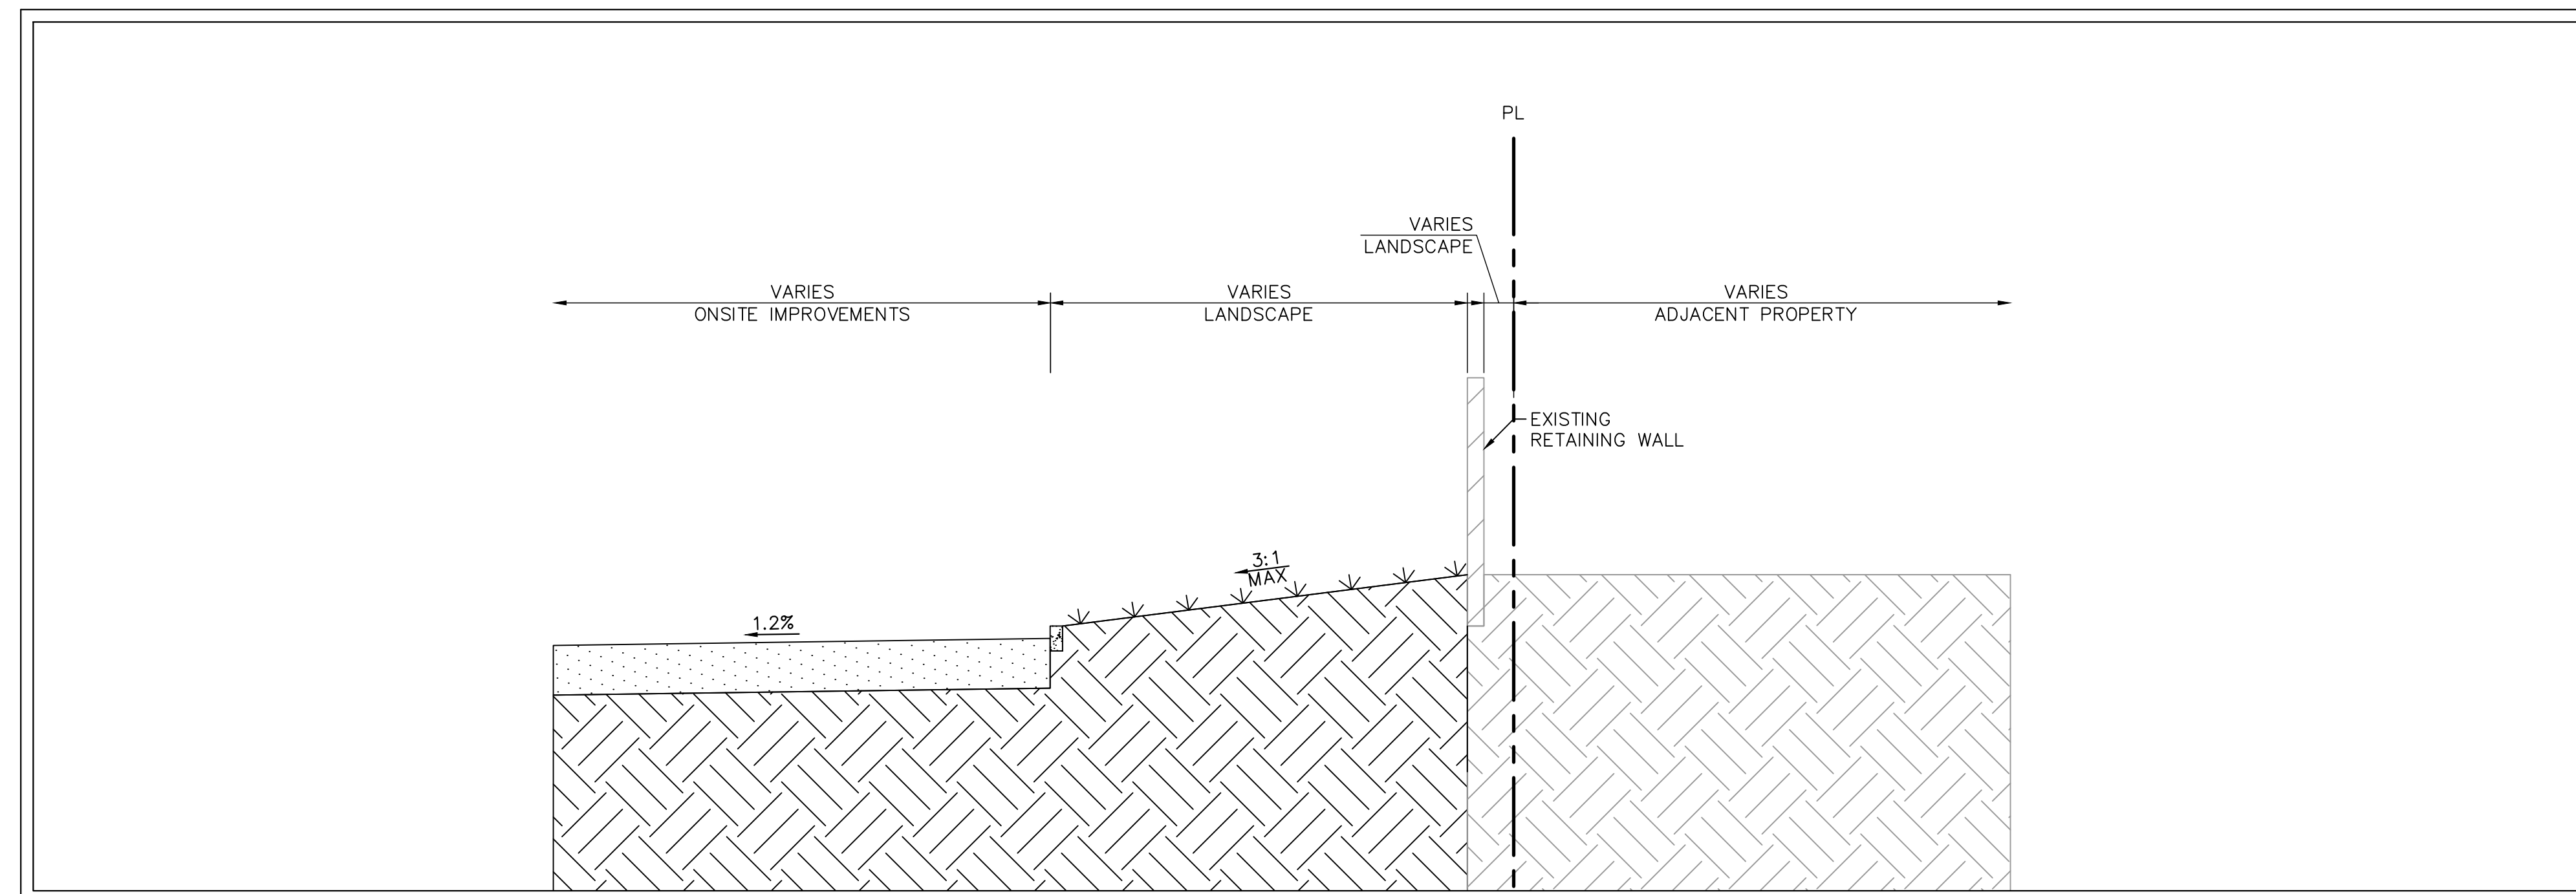 PL
VARIES
LANDSCAPE
VARIES
ONSITE IMPROVEMENTS
VARIES
LANDSCAPE
VARIES
ADJACENT PROPERTY
EXISTING
RETAINING WALL
3:1
MAX
1.2%